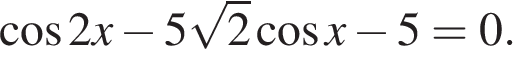 cos 2x − 5√2 cos x − 5 = 0.